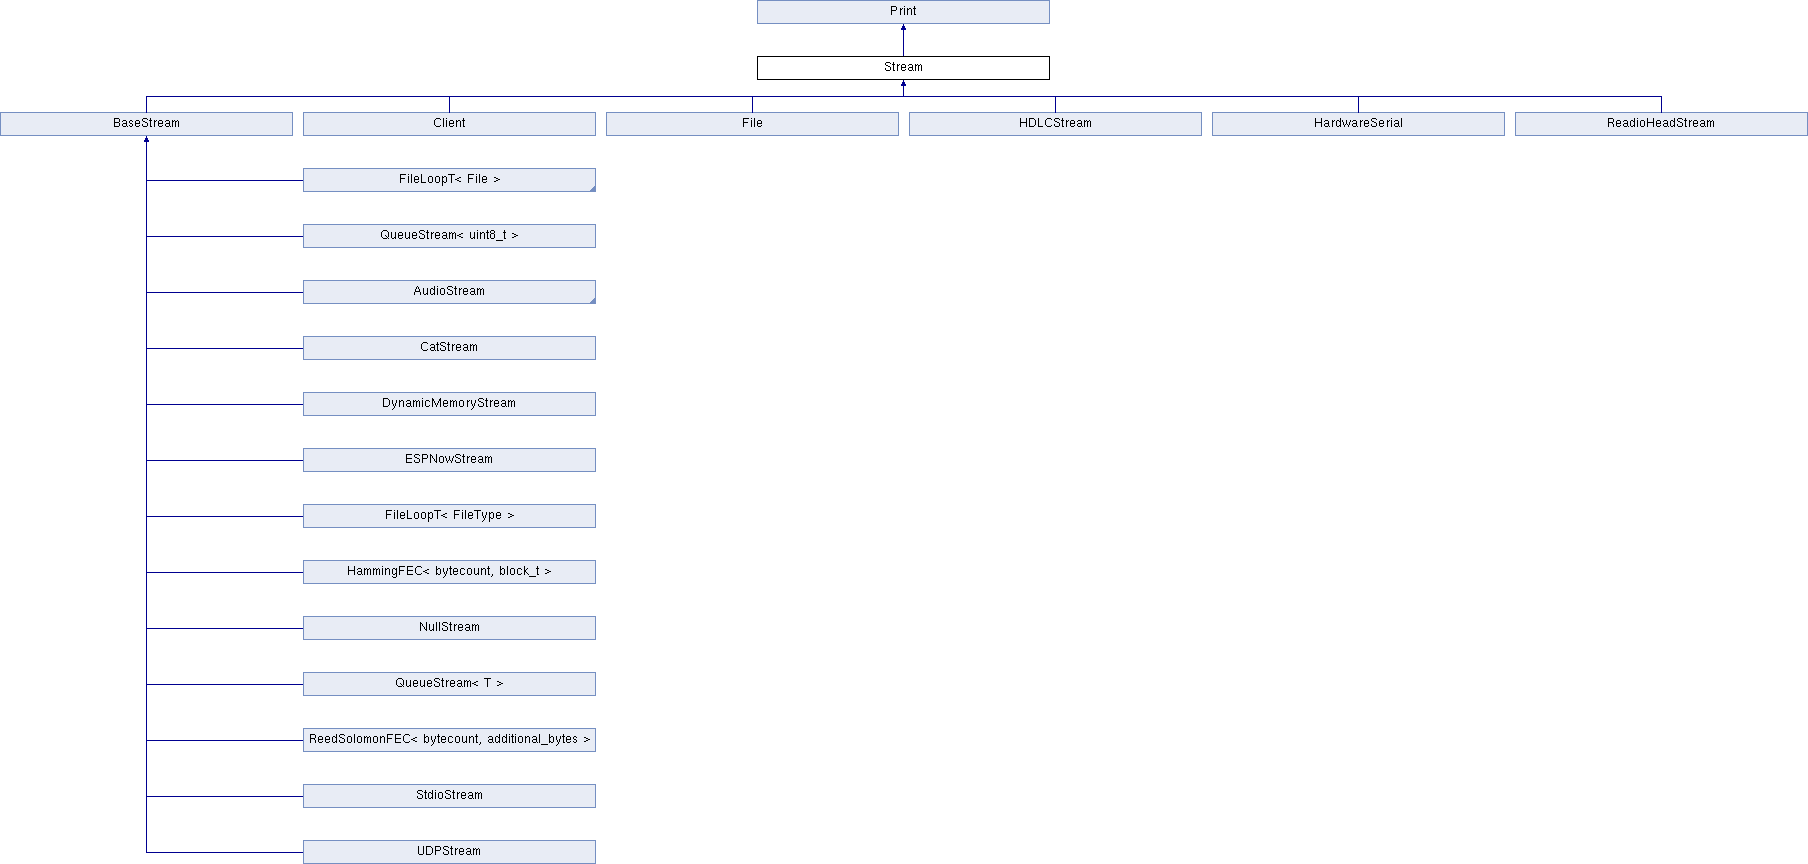 Print
Stream
BaseStream
Client
File
HDLCStream
HardwareSerial
ReadioHeadStream
FileLoopT< File >
QueueStream< uint8_t >
AudioStream
CatStream
DynamicMemoryStream
ESPNowStream
FileLoopT< FileType >
HammingFEC< bytecount, block_t >
NullStream
QueueStream< T >
ReedSolomonFEC< bytecount, additional_bytes >
StdioStream
UDPStream